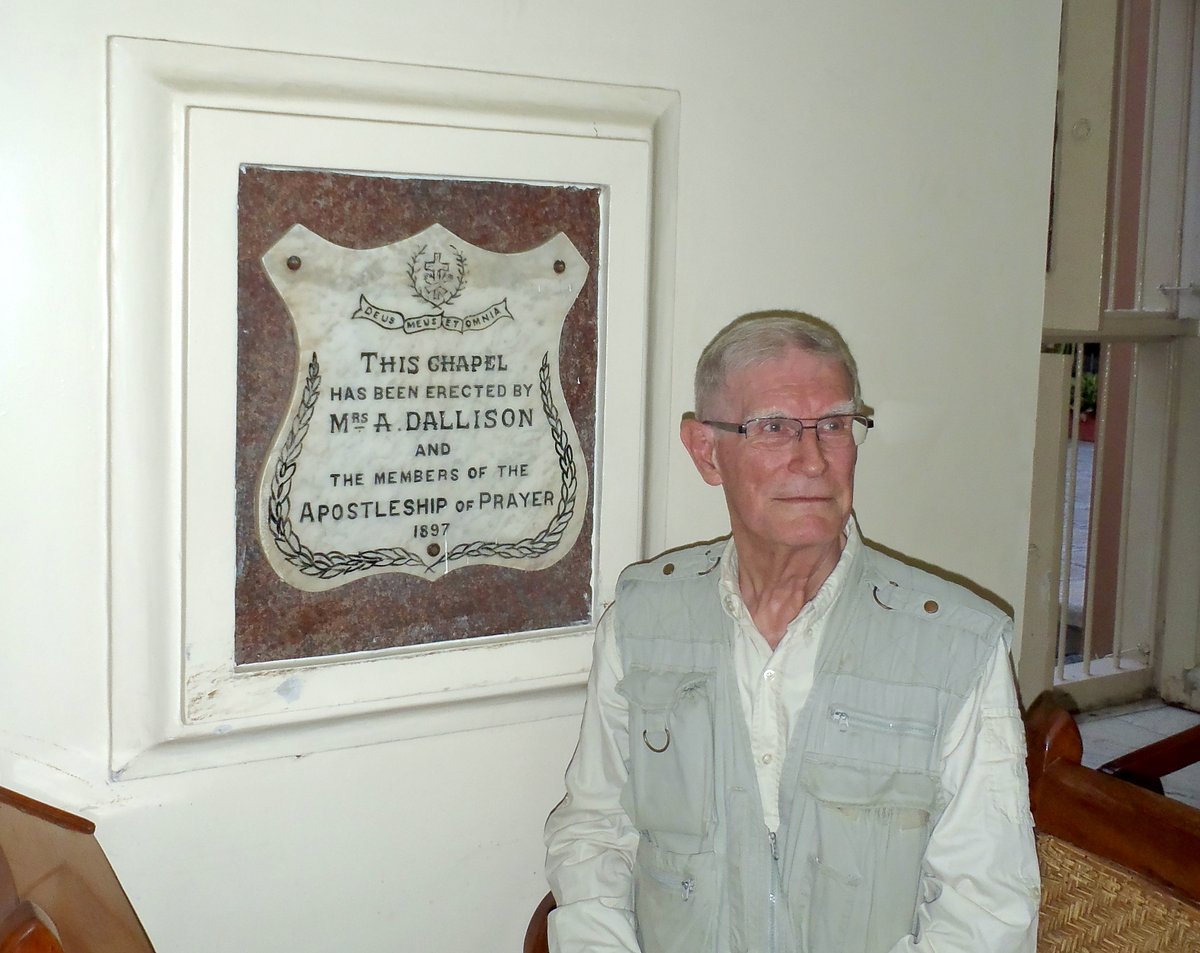 DEUS MEUS ET OMNIA
THIS CHAPEL
HAS BEEN ERECTED BY
MRS A. DALLISON
AND
THE MEMBERS OF THE
APOSTLESHIP OF PRAYER
1897